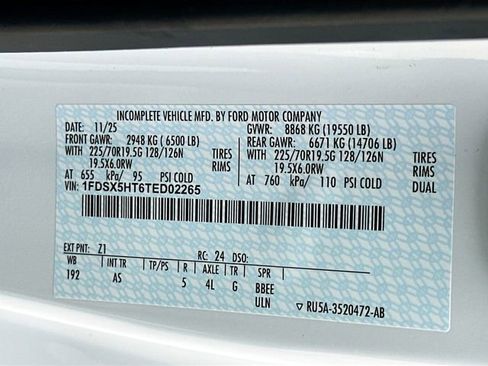 INCOMPLETE VEHICLE MFD. BY FORD MOTOR COMPANY
DATE: 11/25 GVWR: 8868 KG (19550 LB)
FRONT GAWR: 2948 KG (6500 LB) REAR GAWR: 6671 KG (14706 LB)
WITH 225/70R19.5G 128/126N TIRES WITH 225/70R19.5G 128/126N TIRES
19.5X6.0RW RIMS 19.5X6.0RW RIMS
AT 655 kPa/ 95 PSI COLD AT 760 kPa/ 110 PSI COLD DUAL
VIN: 1FDSX5HT6TED02265
EXT PNT: Z1 RC: 24 DSO:
WB INT TR TP/PS R AXLE TR SPR
192 AS 5 4L G BBEE
ULN ▽ RU5A-3520472-AB